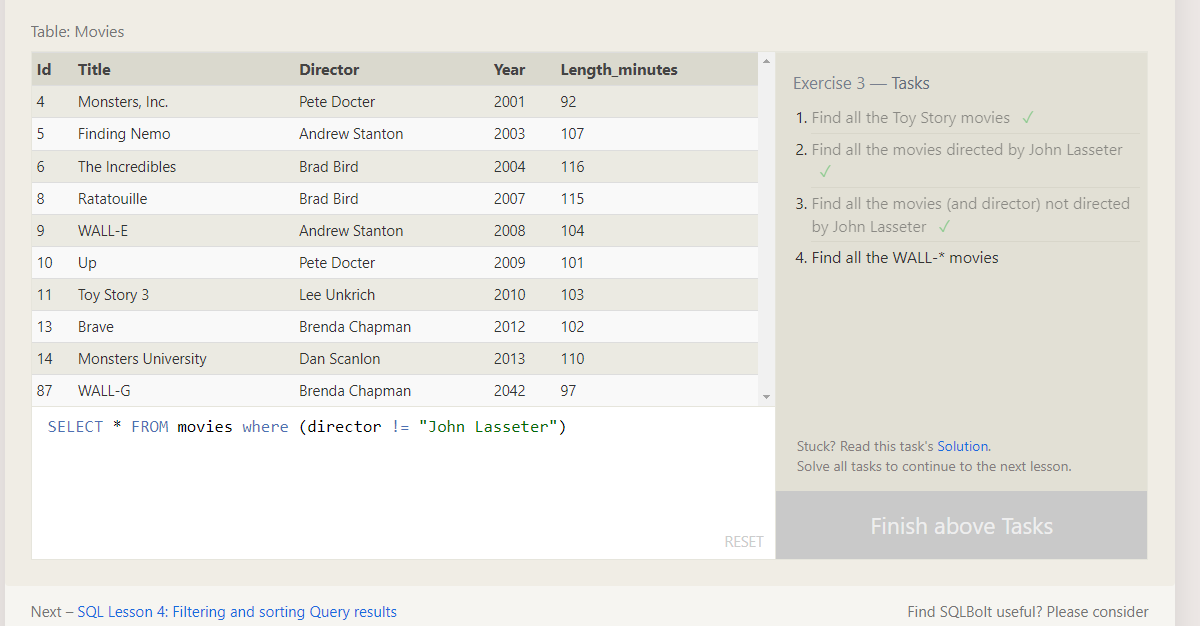 Table: Movies
Id Title Director Year Length_minutes
4 Monsters, Inc. Pete Docter 2001 92
5 Finding Nemo Andrew Stanton 2003 107
6 The Incredibles Brad Bird 2004 116
8 Ratatouille Brad Bird 2007 115
9 WALL-E Andrew Stanton 2008 104
10 Up Pete Docter 2009 101
11 Toy Story 3 Lee Unkrich 2010 103
13 Brave Brenda Chapman 2012 102
14 Monsters University Dan Scanlon 2013 110
87 WALL-G Brenda Chapman 2042 97
SELECT * FROM movies where (director != "John Lasseter")
RESET
Exercise 3 — Tasks
1. Find all the Toy Story movies ✓
2. Find all the movies directed by John Lasseter
✓
3. Find all the movies (and director) not directed
by John Lasseter ✓
4. Find all the WALL-* movies
Stuck? Read this task's Solution.
Solve all tasks to continue to the next lesson.
Finish above Tasks
Next – SQL Lesson 4: Filtering and sorting Query results
Find SQLBolt useful? Please consider